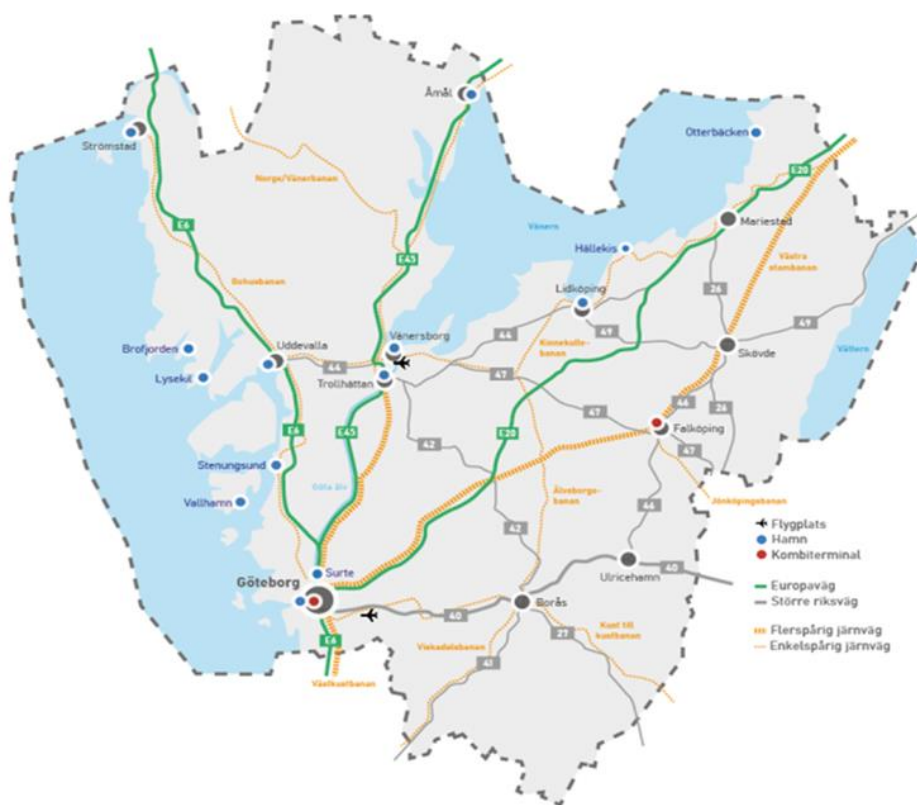 Åmål
Strömstad
Otterbäcken
E20
Norge/Vänerbanan
Mariestad
E6
Vänern
E45
Hällekis
Västra
stambanan
Bohusbanan
26
Lidköping
44
49
49
Brofjorden
Uddevalla
Vänersborg
Kinnekulle-
banan
Skövde
Vättern
44
Lysekil
Trollhättan
47
46
26
47
E6
E45
E20
Falköping
42
47
Stenungsund
Göta älv
Älvsborgs-
banan
Jönköpingsbanan
Vallhamn
46
42
Flygplats
Hamn
Kombiterminal
Surte
Göteborg
Ulricehamn
40
Europaväg
Större riksväg
Borås
40
Flerspårig järnväg
Enkelspårig järnväg
E6
Viskadalsbanan
27
Kust till
kustbanan
41
Västkustbanan